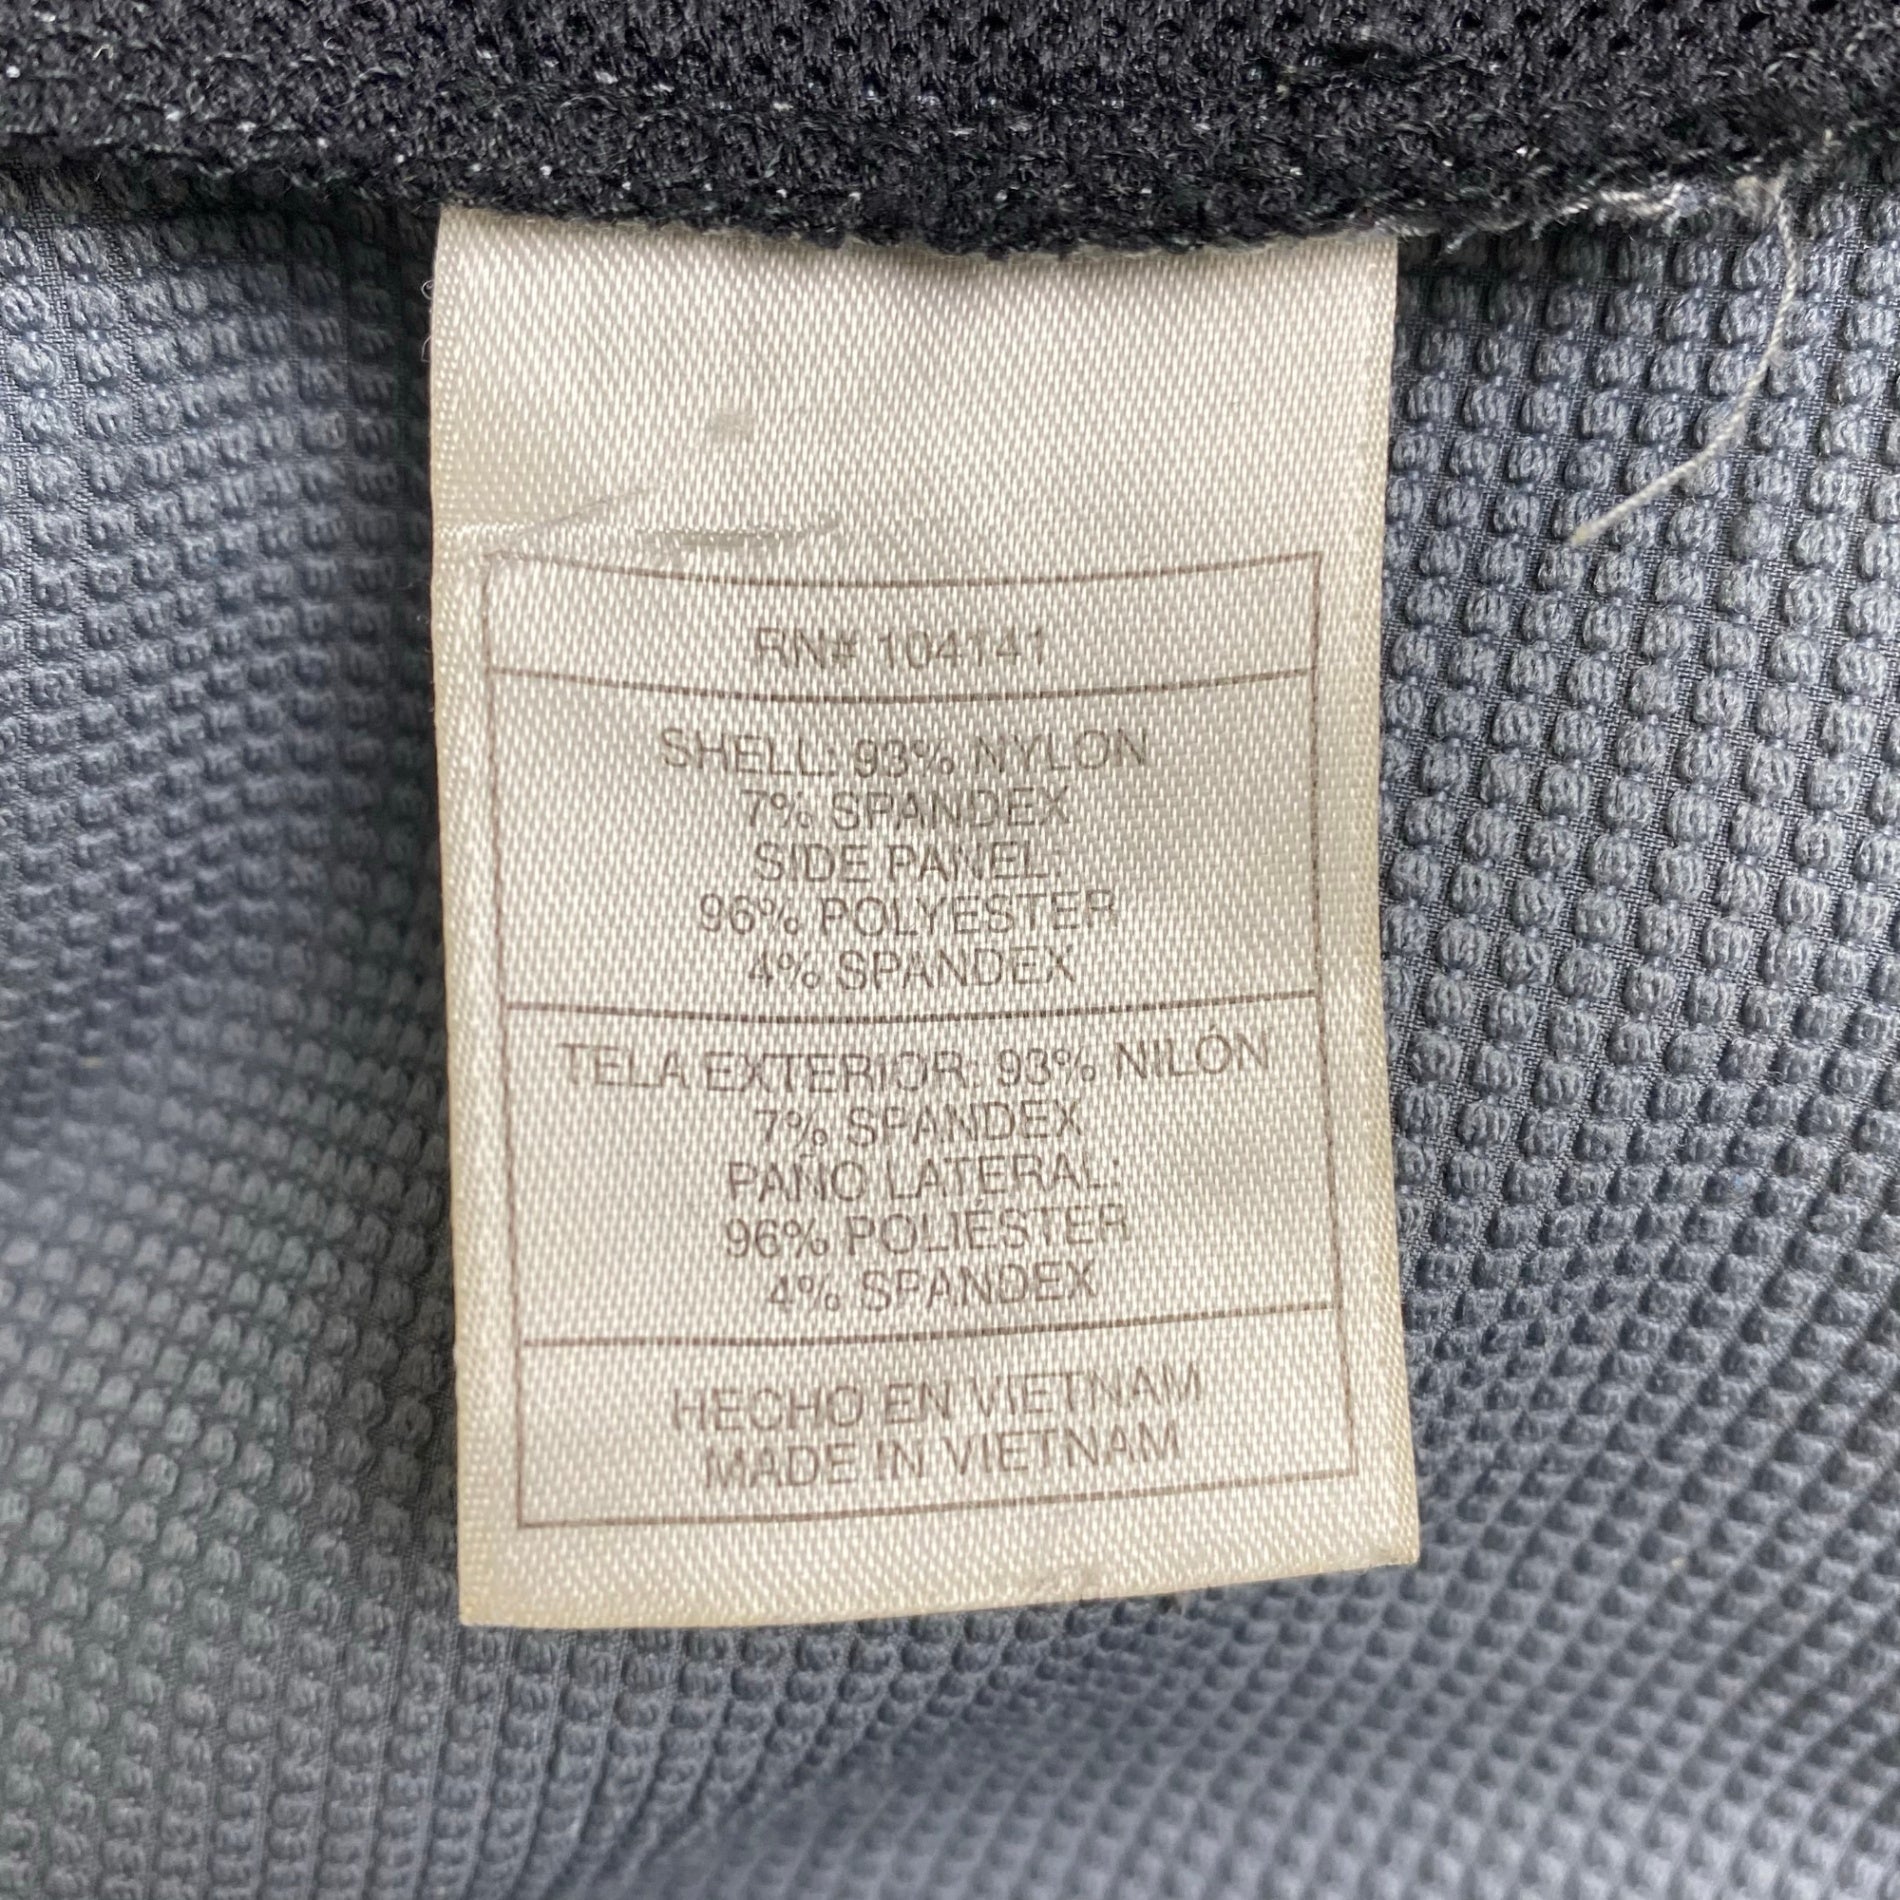 RN# 104141
SHELL: 93% NYLON
7% SPANDEX
SIDE PANEL:
96% POLYESTER
4% SPANDEX
TELA EXTERIOR: 93% NILÓN
7% SPANDEX
PAÑO LATERAL:
96% POLIÉSTER
4% SPANDEX
HECHO EN VIETNAM
MADE IN VIETNAM